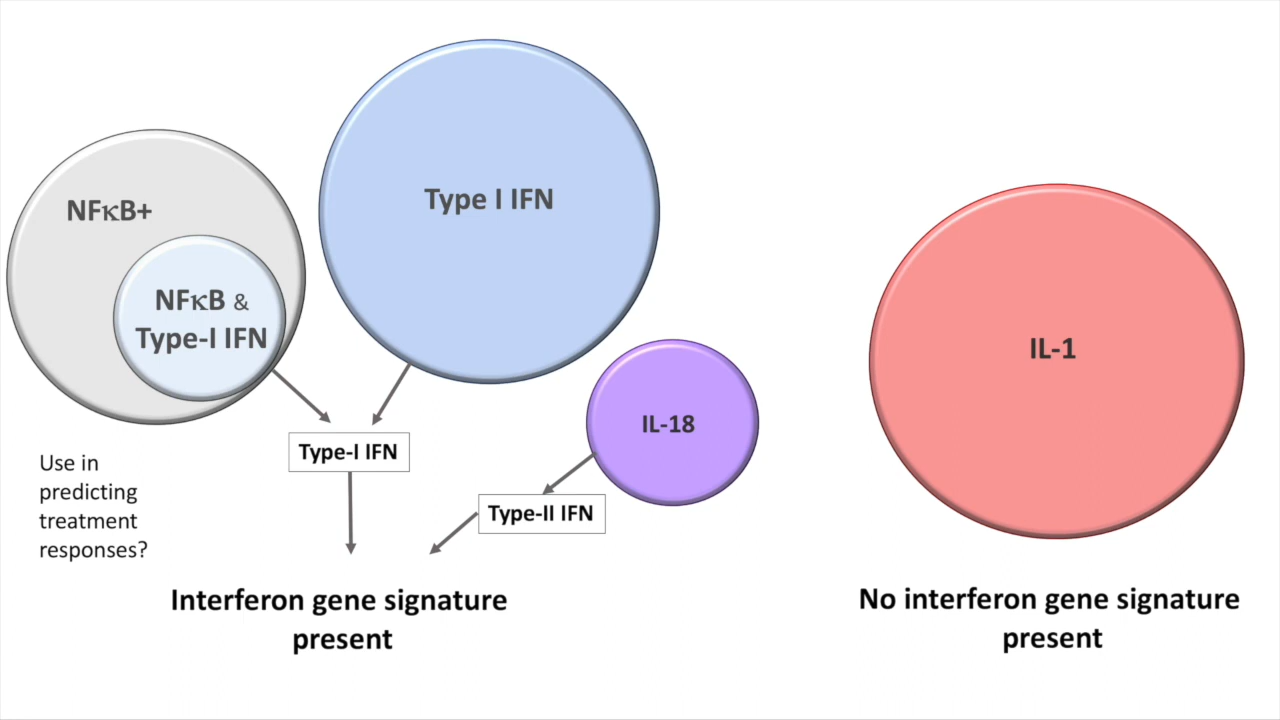 Type I IFN
NFκB+
NFκB &
Type-I IFN
IL-1
IL-18
Type-I IFN
Use in
predicting
treatment
responses?
Type-II IFN
Interferon gene signature
present
No interferon gene signature
present